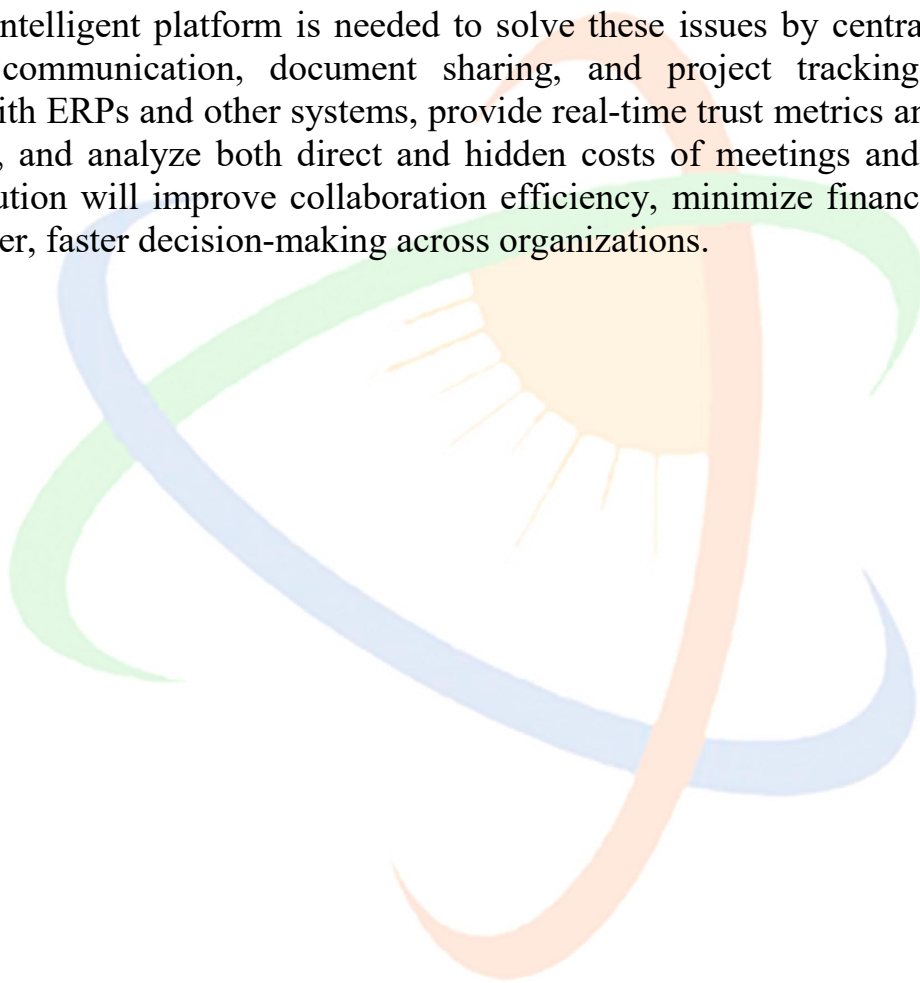 ntelligent platform is needed to solve these issues by centra
communication, document sharing, and project tracking
ith ERPs and other systems, provide real-time trust metrics ar
, and analyze both direct and hidden costs of meetings and
ution will improve collaboration efficiency, minimize financ
er, faster decision-making across organizations.